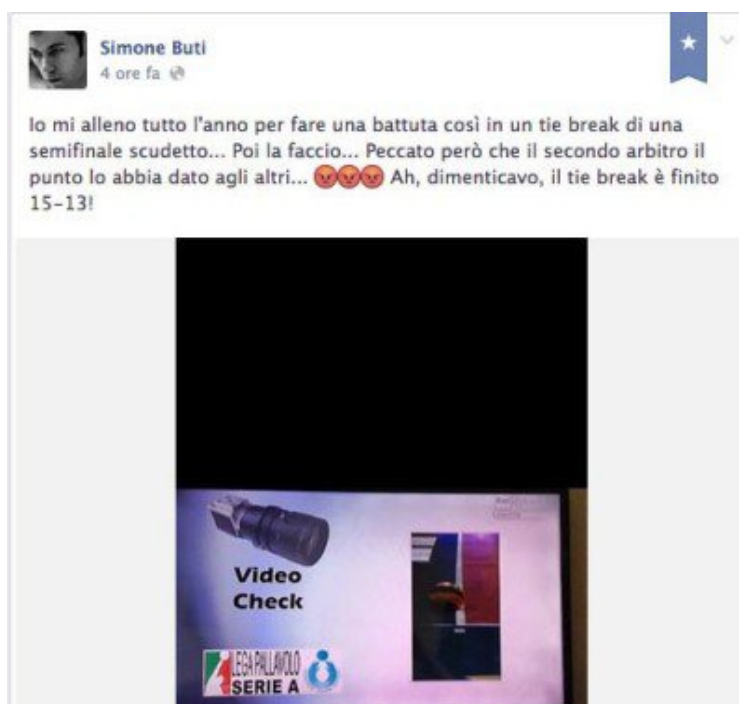 Simone Buti
4 ore fa
Io mi alleno tutto l'anno per fare una battuta così in un tie break di una
semifinale scudetto... Poi la faccio... Peccato però che il secondo arbitro il
punto lo abbia dato agli altri... 😡😡😡 Ah, dimenticavo, il tie break è finito
15-13!
Video
Check
LEGA PALLAVOLO
SERIE A